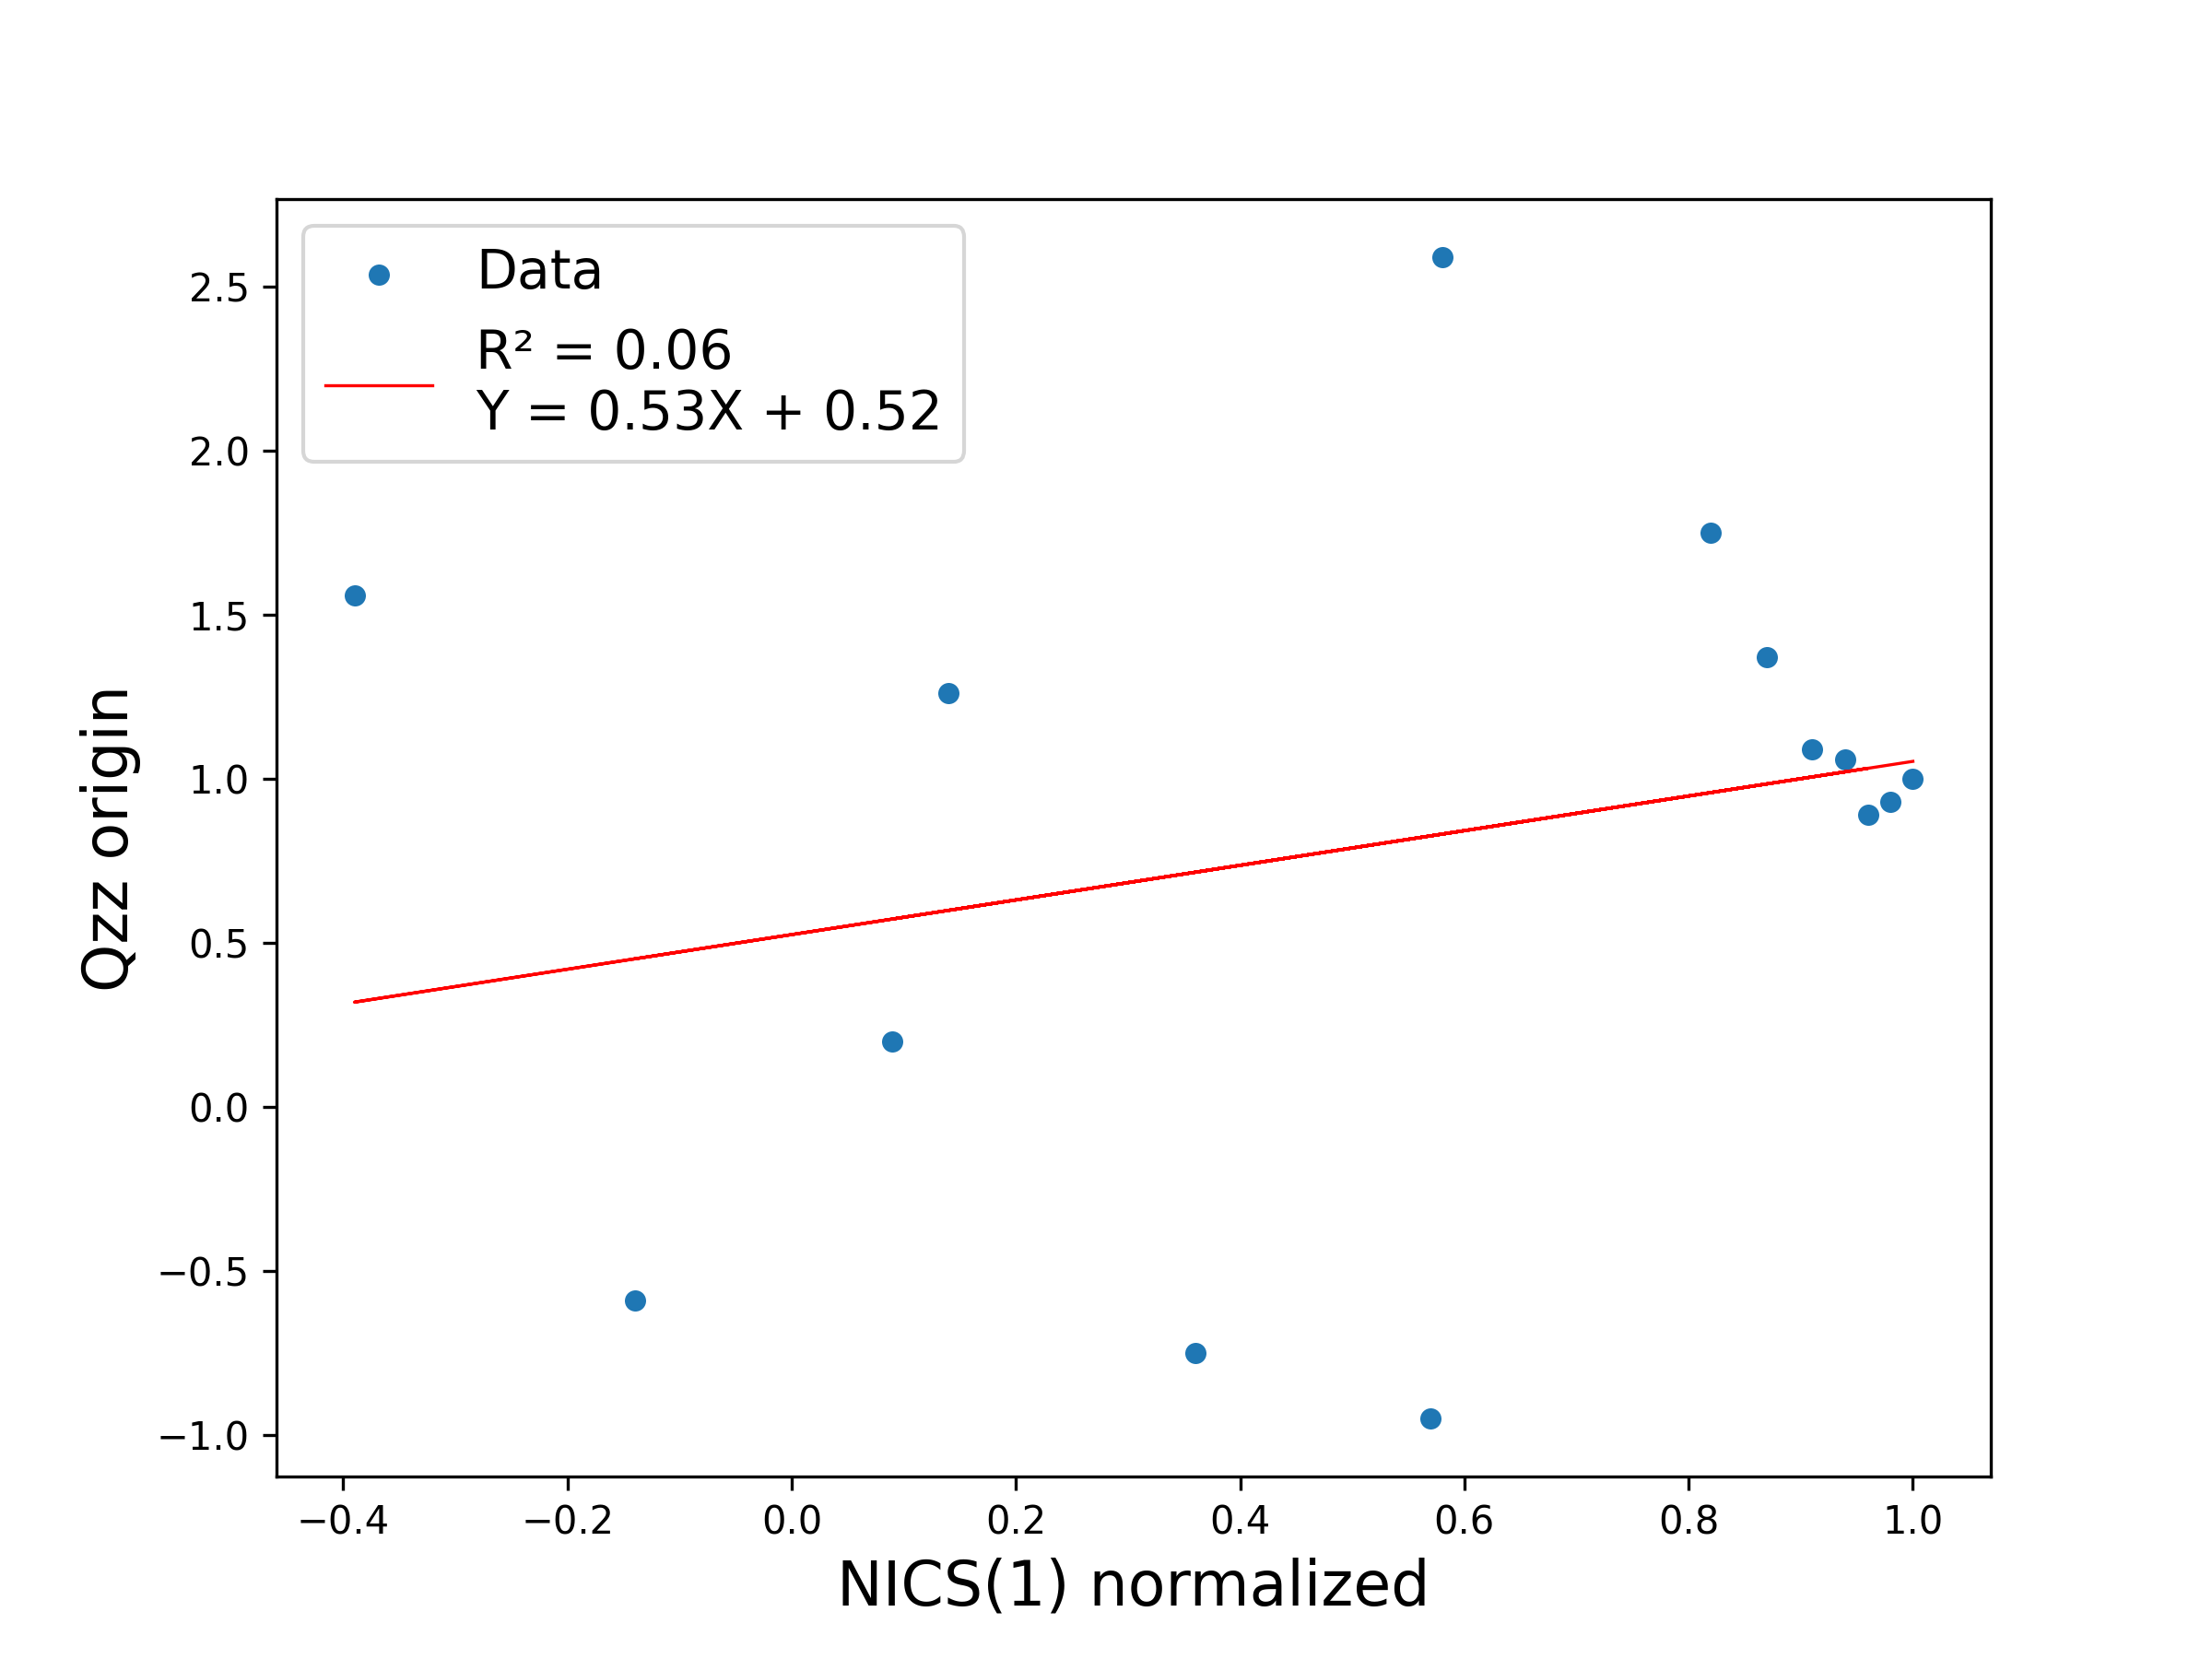 Data
R² = 0.06
Y = 0.53X + 0.52
2.5
2.0
1.5
1.0
0.5
0.0
−0.5
−1.0
Qzz origin
−0.4 −0.2 0.0 0.2 0.4 0.6 0.8 1.0
NICS(1) normalized